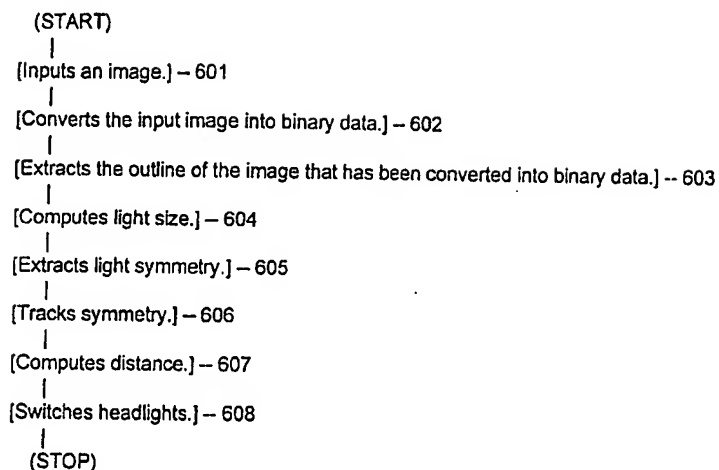 (START)
[Inputs an image.] – 601
[Converts the input image into binary data.] – 602
[Extracts the outline of the image that has been converted into binary data.] -- 603
[Computes light size.] – 604
[Extracts light symmetry.] – 605
[Tracks symmetry.] – 606
[Computes distance.] – 607
[Switches headlights.] – 608
(STOP)